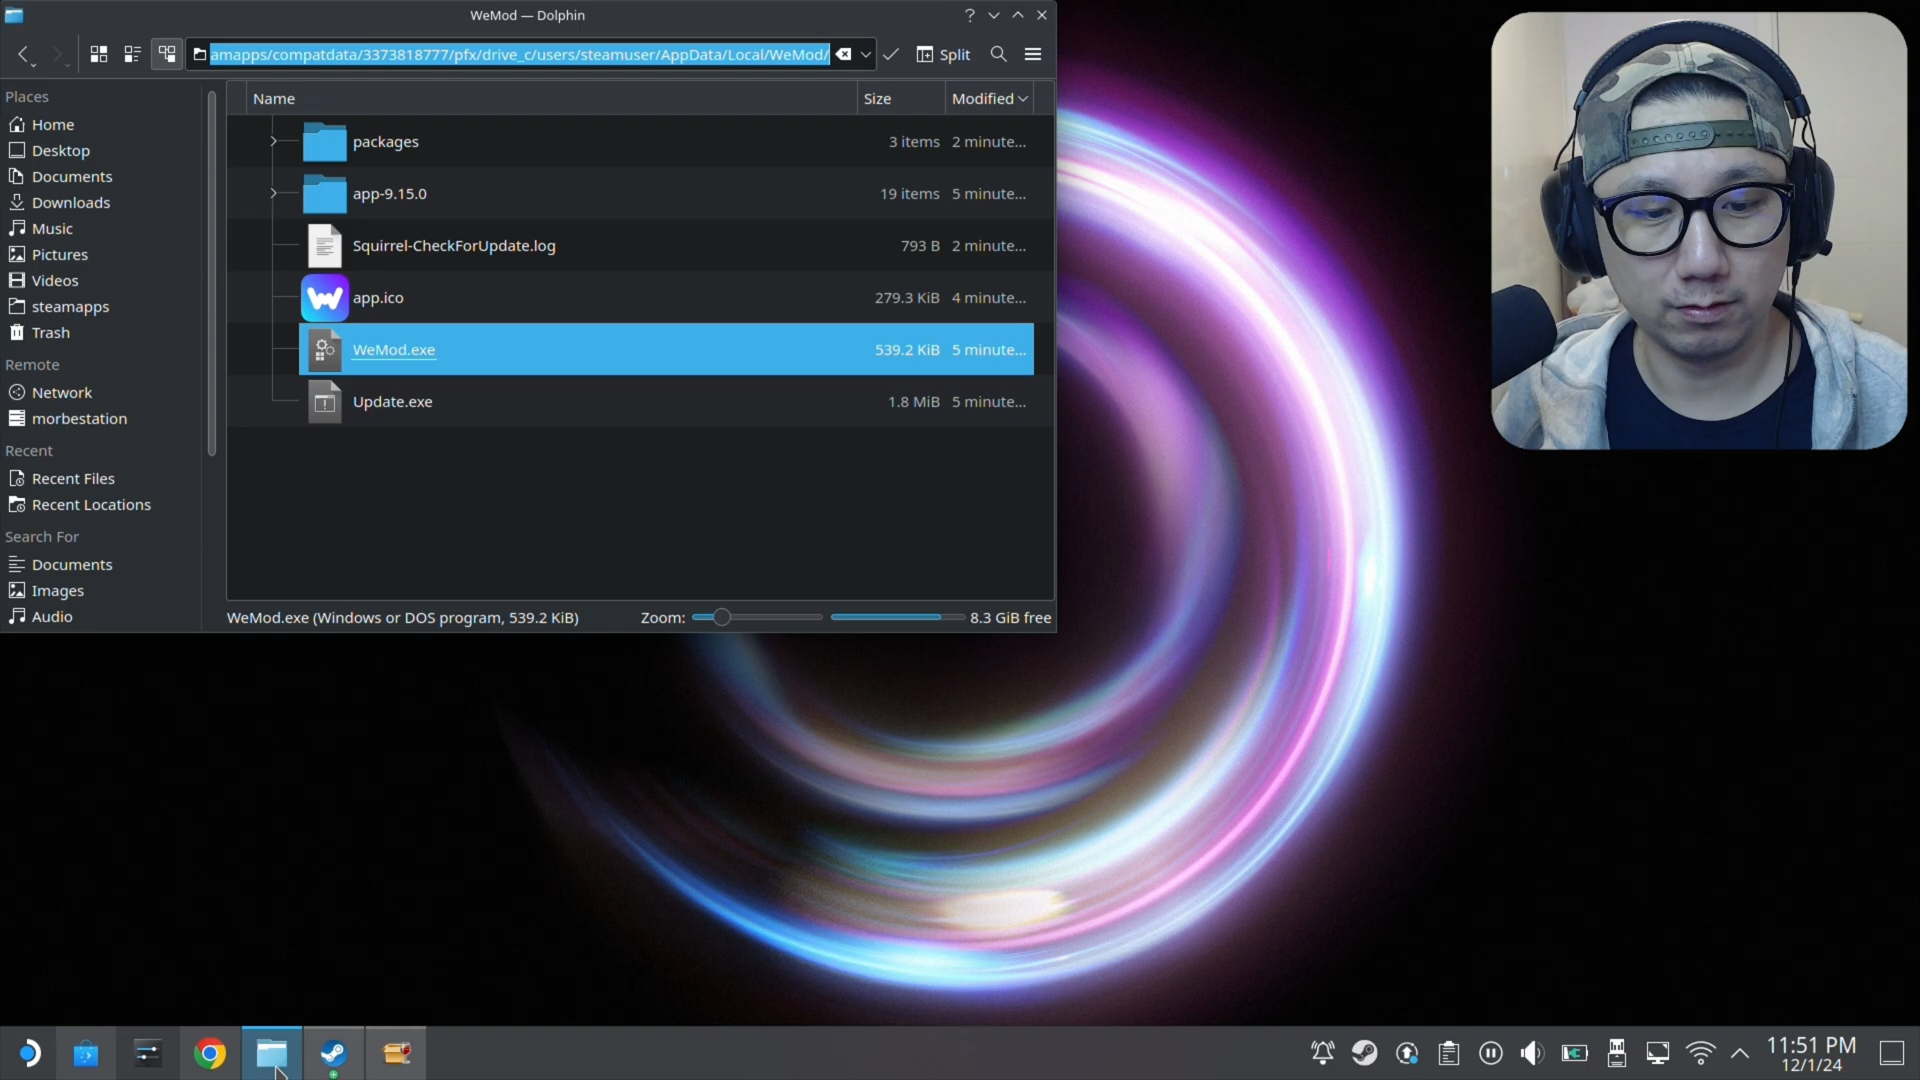 WeMod — Dolphin
amapps/compatdata/3373818777/pfx/drive_c/users/steamuser/AppData/Local/WeMod/
Split
Places
Home
Desktop
Documents
Downloads
Music
Pictures
Videos
steamapps
Trash
Remote
Network
morbestation
Recent
Recent Files
Recent Locations
Search For
Documents
Images
Audio
Name Size Modified
packages 3 items 2 minute...
app-9.15.0 19 items 5 minute...
Squirrel-CheckForUpdate.log 793 B 2 minute...
app.ico 279.3 KiB 4 minute...
WeMod.exe 539.2 KiB 5 minute...
Update.exe 1.8 MiB 5 minute...
WeMod.exe (Windows or DOS program, 539.2 KiB) Zoom: 8.3 GiB free
11:51 PM
12/1/24